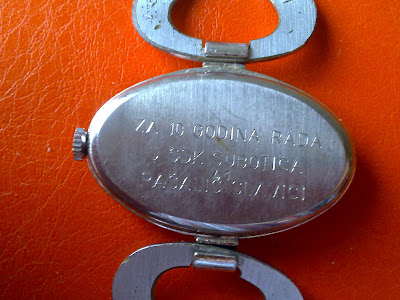 ZA 10 GODINA RADA
U SDK SUBOTICA
PAŠALIĆ SLAVICI